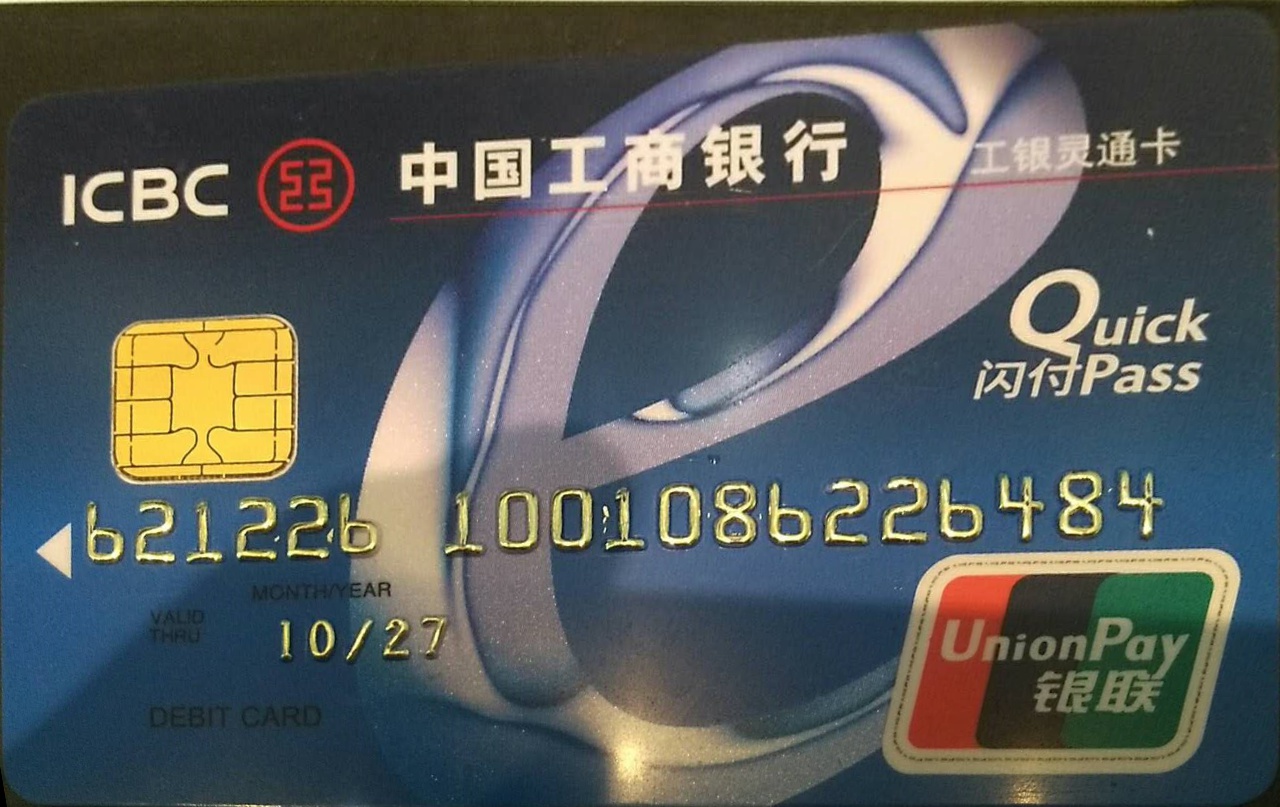 ICBC 中国工商银行 工银灵通卡
Quick
闪付Pass
621226 1001086226484
MONTH/YEAR
VALID
THRU
10/27
DEBIT CARD
UnionPay
银联